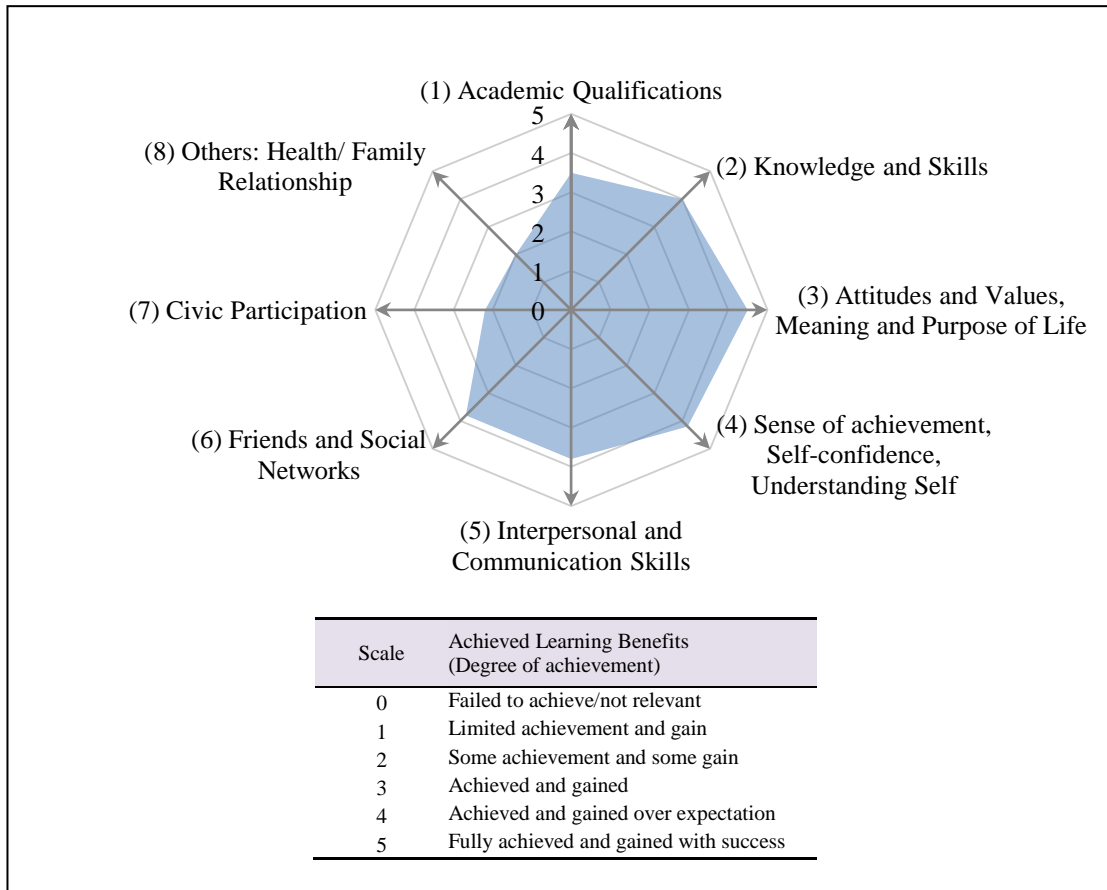 (1) Academic Qualifications
5
4
3
2
1
0
(2) Knowledge and Skills
(3) Attitudes and Values,
Meaning and Purpose of Life
(4) Sense of achievement,
Self-confidence,
Understanding Self
(5) Interpersonal and
Communication Skills
(6) Friends and Social
Networks
(7) Civic Participation
(8) Others: Health/ Family
Relationship
Scale Achieved Learning Benefits
(Degree of achievement)
0 Failed to achieve/not relevant
1 Limited achievement and gain
2 Some achievement and some gain
3 Achieved and gained
4 Achieved and gained over expectation
5 Fully achieved and gained with success